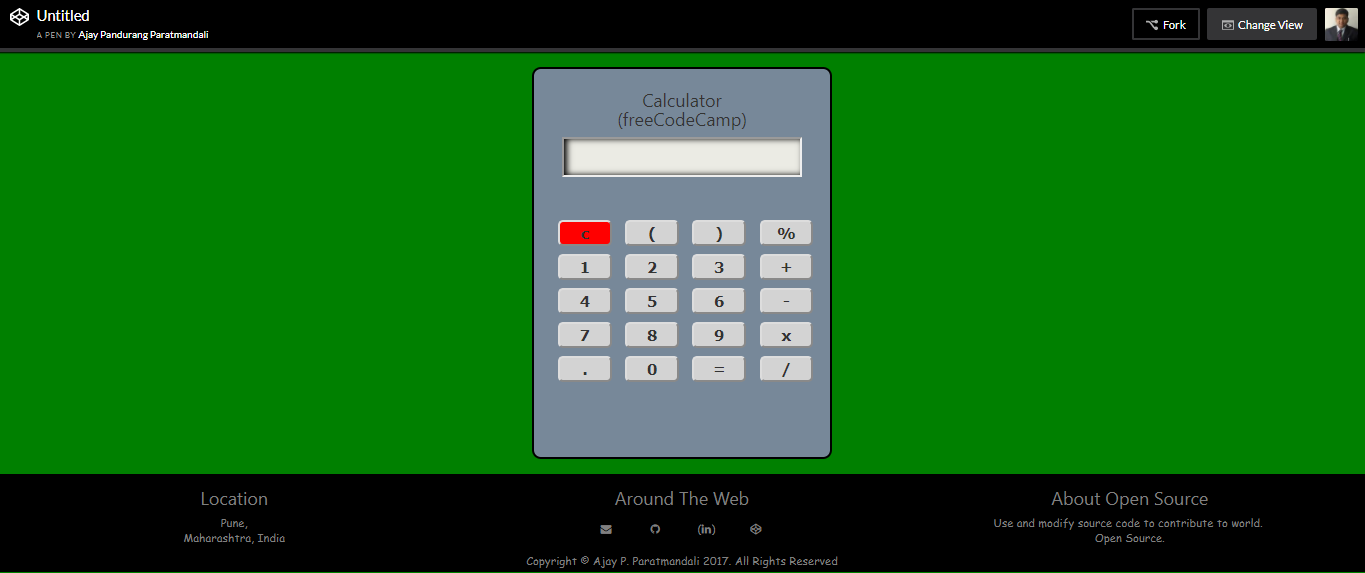 Untitled
A PEN BY Ajay Pandurang Paratmandali
Fork
Change View
Calculator
(freeCodeCamp)
c ( ) %
1 2 3 +
4 5 6 -
7 8 9 x
. 0 = /
Location
Pune,
Maharashtra, India
Around The Web
(in)
Copyright © Ajay P. Paratmandali 2017. All Rights Reserved
About Open Source
Use and modify source code to contribute to world.
Open Source.